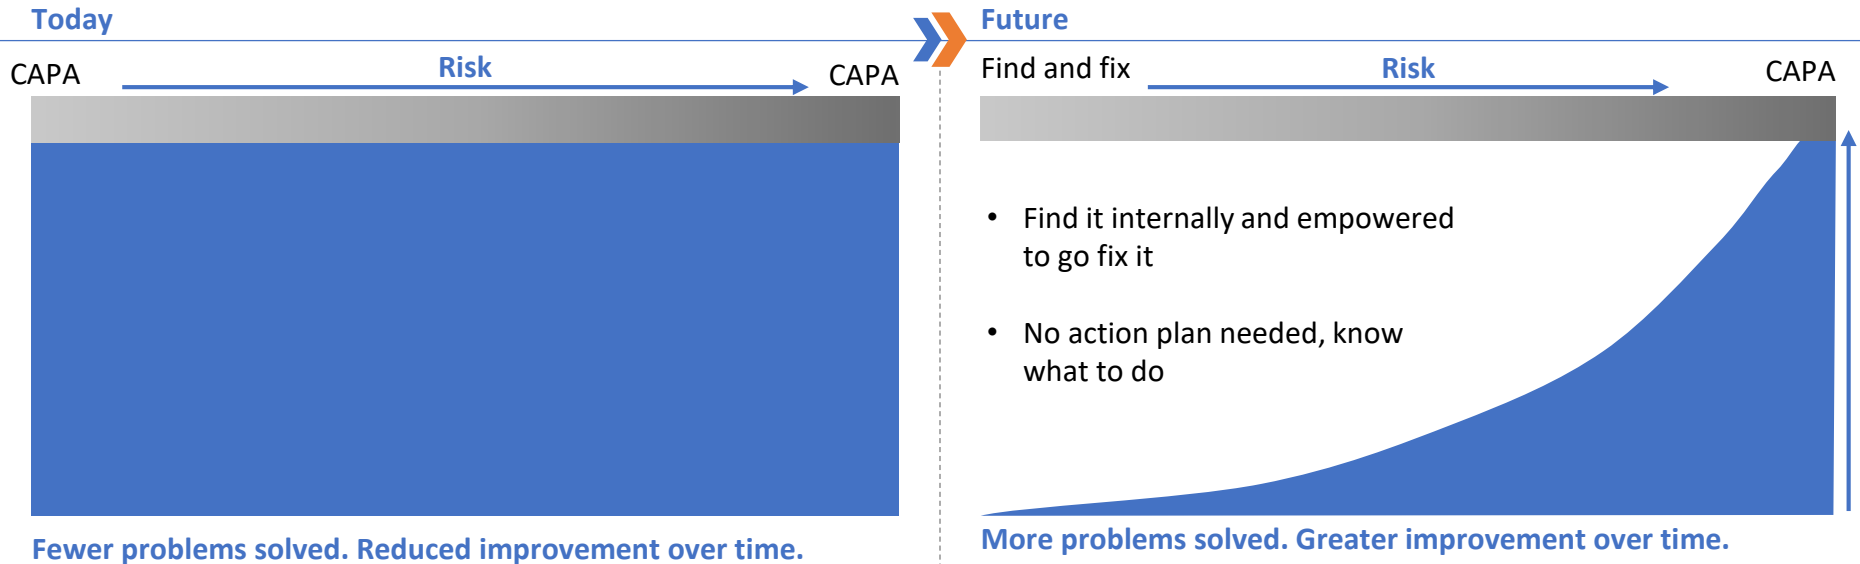 Today
CAPA
Risk
CAPA
Fewer problems solved. Reduced improvement over time.
Future
Find and fix
Risk
CAPA
• Find it internally and empowered
to go fix it
• No action plan needed, know
what to do
More problems solved. Greater improvement over time.